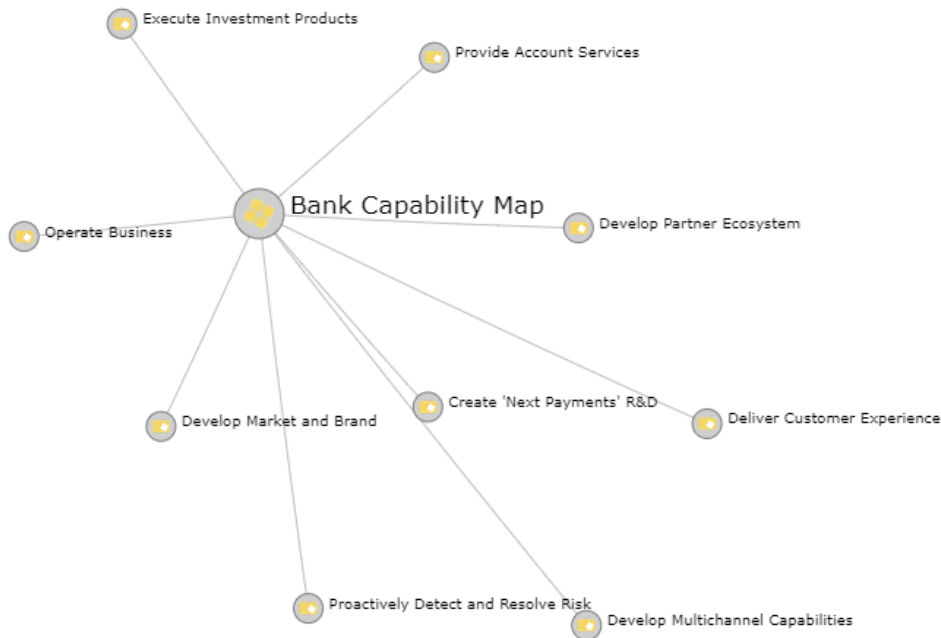 Execute Investment Products
Provide Account Services
Bank Capability Map
Develop Partner Ecosystem
Operate Business
Create 'Next Payments' R&D
Develop Market and Brand
Deliver Customer Experience
Proactively Detect and Resolve Risk
Develop Multichannel Capabilities